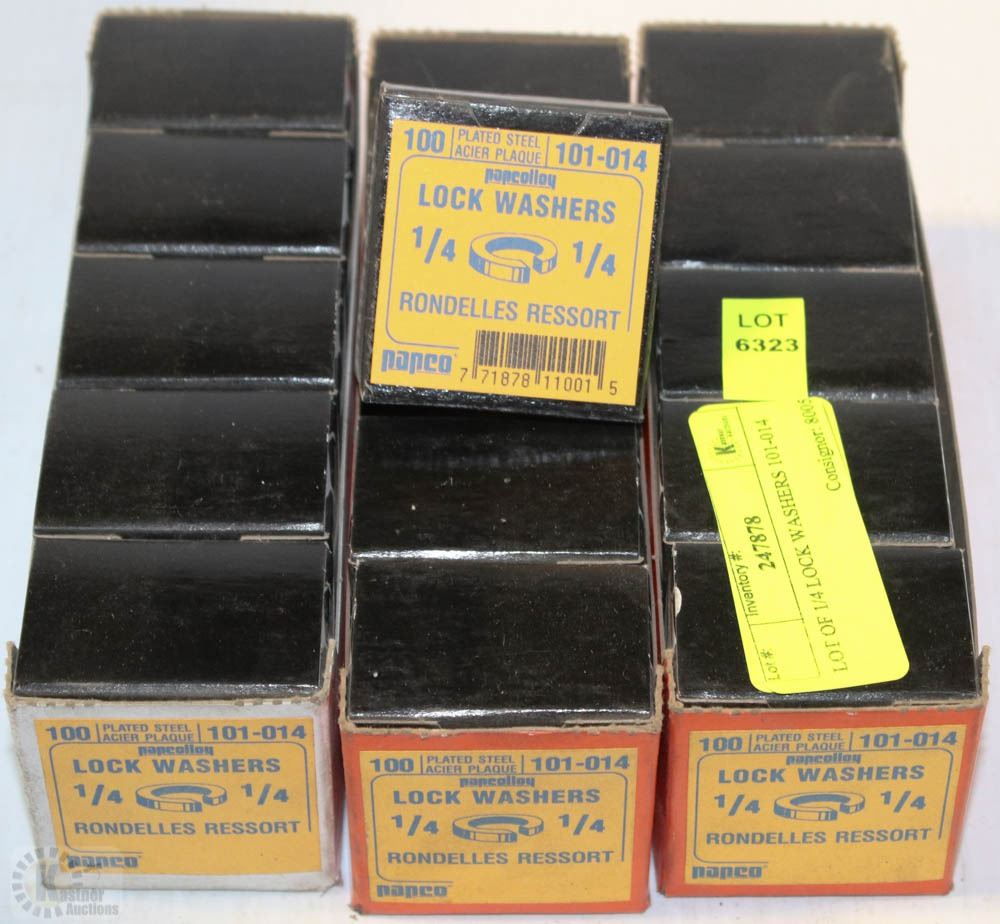 100 PLATED STEEL ACIER PLAQUE 101-014
papcolloy
LOCK WASHERS
1/4 1/4
RONDELLES RESSORT
papco
7 71878 11001 5
LOT
6323
Lot #:
Inventory #:
247878
LOT OF 1/4 LOCK WASHERS 101-014
Consignor: 8005
100 PLATED STEEL ACIER PLAQUE 101-014
papcolloy
LOCK WASHERS
1/4 1/4
RONDELLES RESSORT
papco
100 PLATED STEEL ACIER PLAQUE 101-014
papcolloy
LOCK WASHERS
1/4 1/4
RONDELLES RESSORT
papco
100 PLATED STEEL ACIER PLAQUE 101-014
papcolloy
LOCK WASHERS
1/4 1/4
RONDELLES RESSORT
papco
Kastner
Auctions